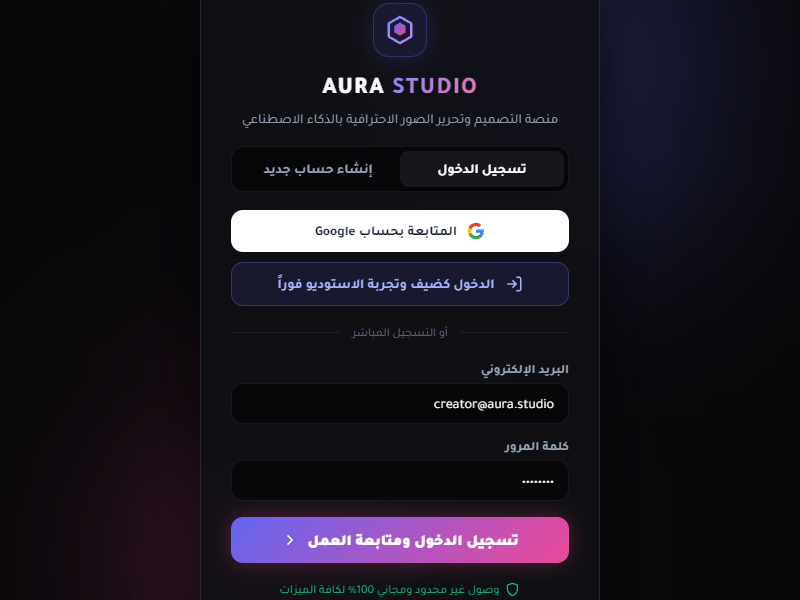 AURA STUDIO
منصة التصميم وتحرير الصور الاحترافية بالذكاء الاصطناعي
تسجيل الدخول
إنشاء حساب جديد
المتابعة بحساب Google
الدخول كضيف وتجربة الاستوديو فوراً
أو التسجيل المباشر
البريد الإلكتروني
creator@aura.studio
كلمة المرور
••••••••
تسجيل الدخول ومتابعة العمل
وصول غير محدود ومجاني 100% لكافة الميزات